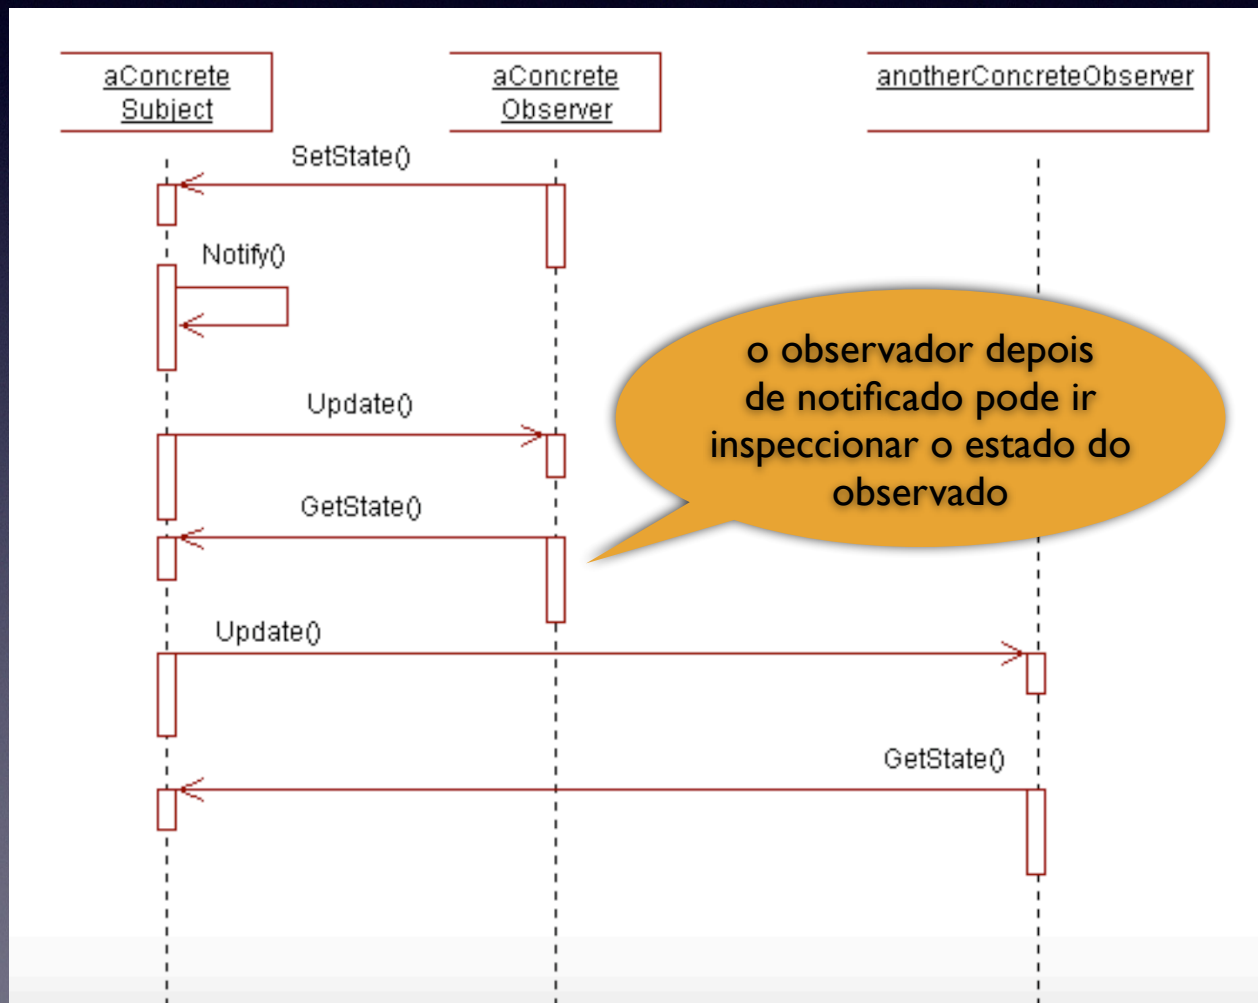 aConcrete
Subject
aConcrete
Observer
anotherConcreteObserver
SetState()
Notify()
o observador depois
de notificado pode ir
inspeccionar o estado do
observado
Update()
GetState()
Update()
GetState()